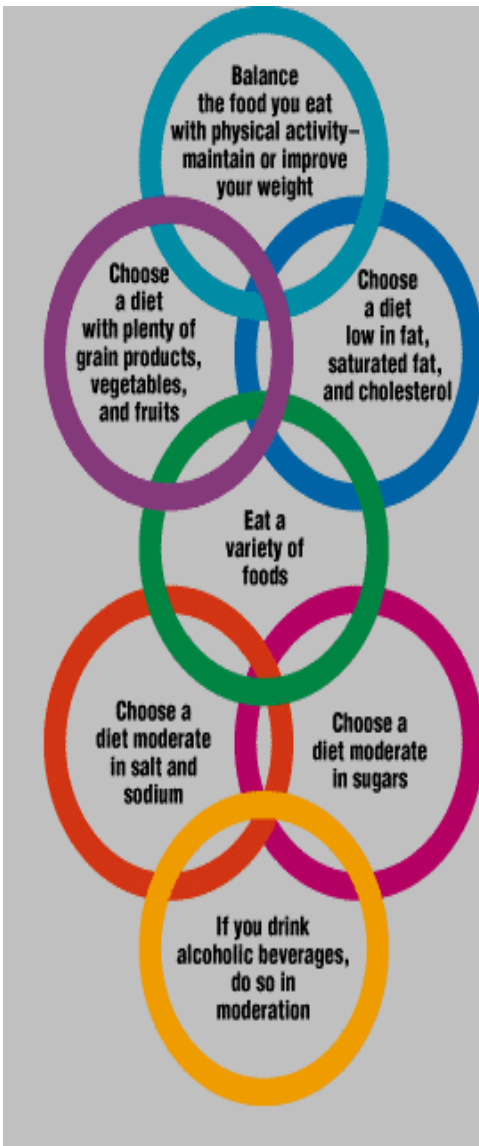 Balance
the food you eat
with physical activity–
maintain or improve
your weight
Choose
a diet
with plenty of
grain products,
vegetables,
and fruits
Choose
a diet
low in fat,
saturated fat,
and cholesterol
Eat a
variety of
foods
Choose a
diet moderate
in salt and
sodium
Choose a
diet moderate
in sugars
If you drink
alcoholic beverages,
do so in
moderation